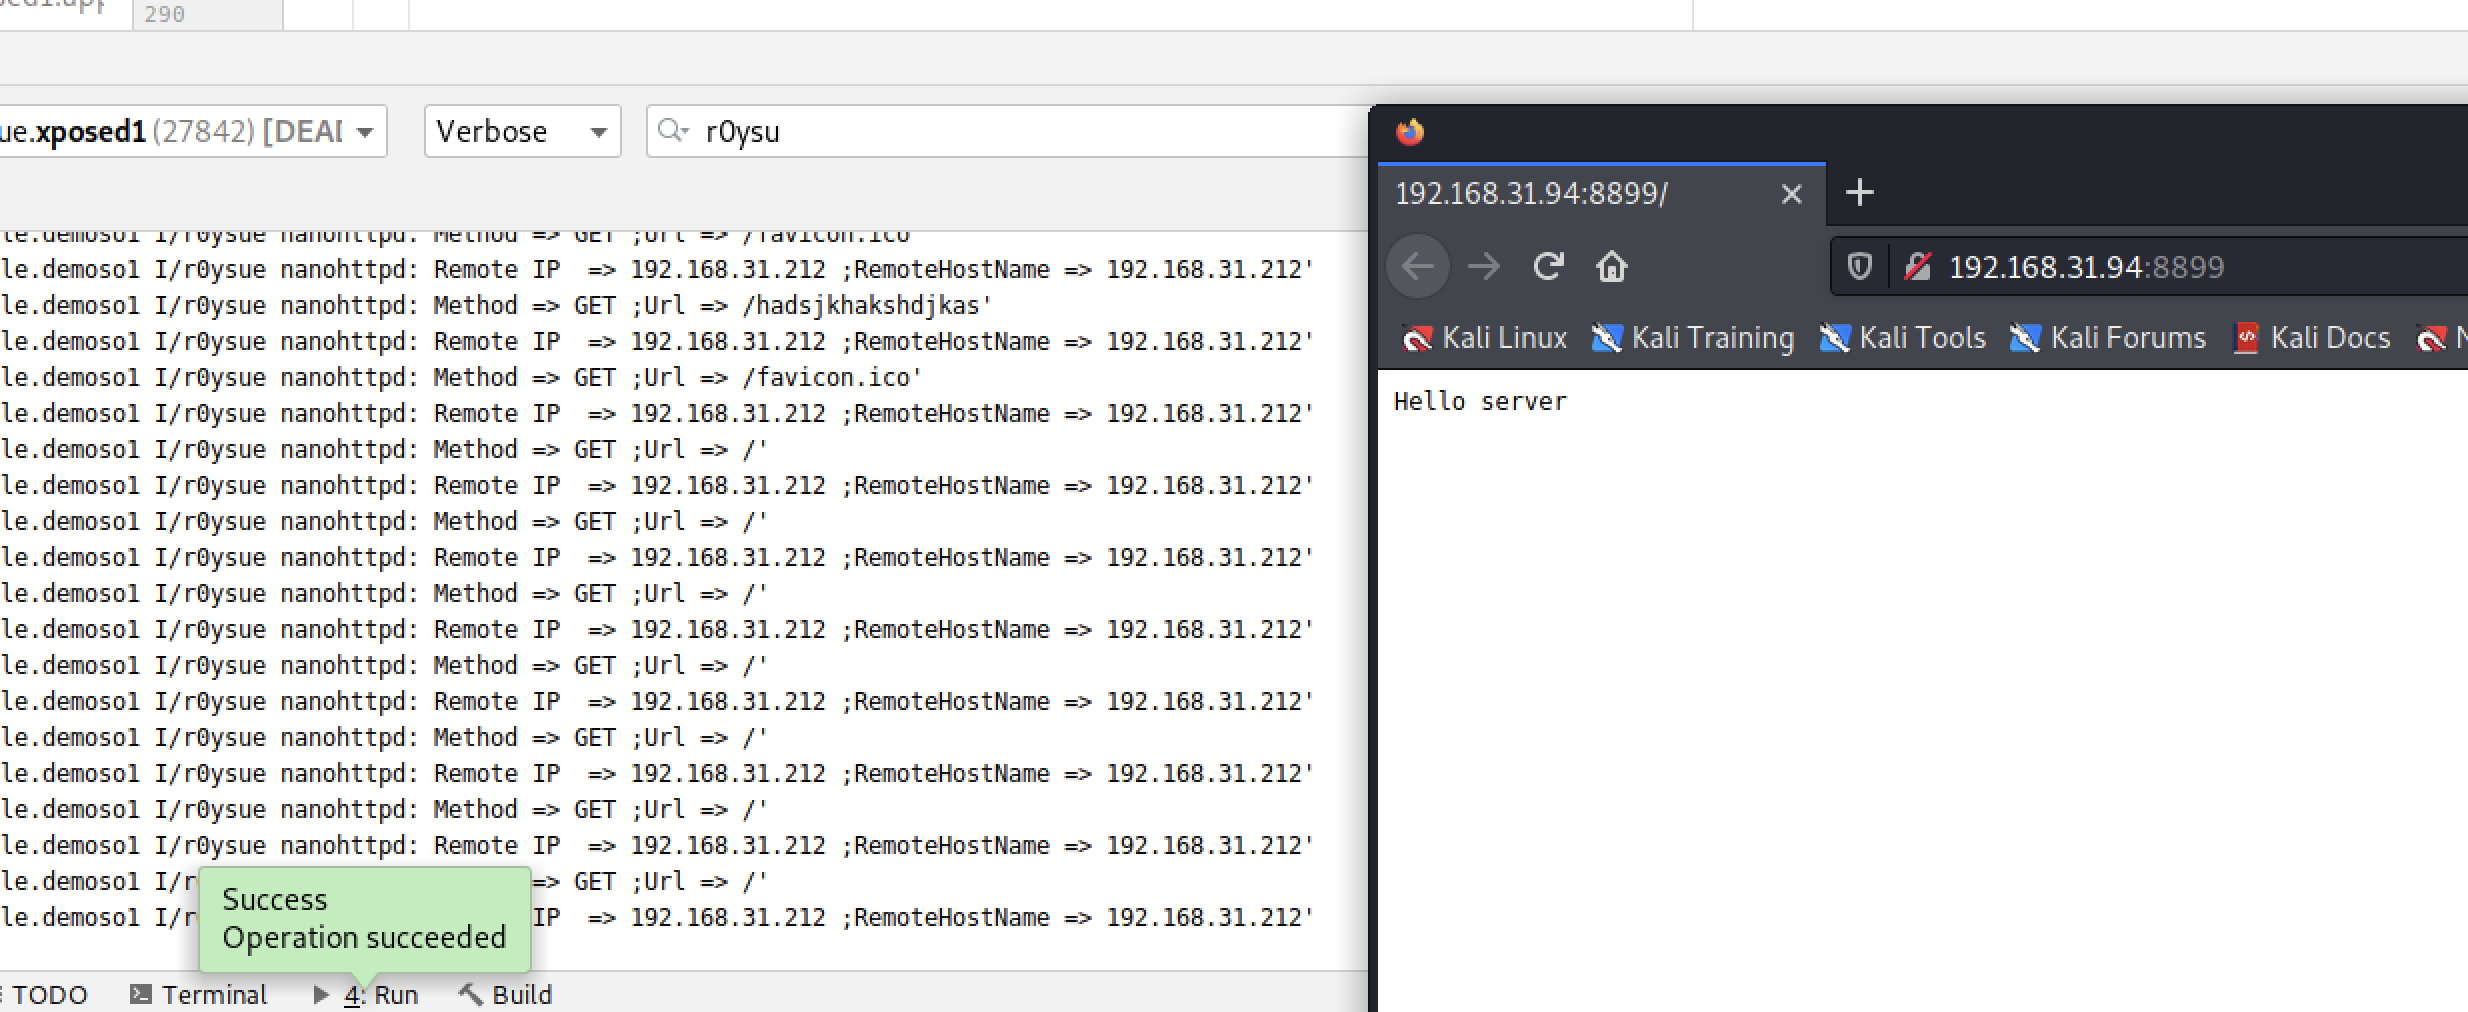 290
ue.xposed1 (27842) [DEAD
Verbose
r0ysu
le.demoso1 I/r0ysue nanohttpd: Method => GET ;Url => /favicon.ico
le.demoso1 I/r0ysue nanohttpd: Remote IP  => 192.168.31.212 ;RemoteHostName => 192.168.31.212'
le.demoso1 I/r0ysue nanohttpd: Method => GET ;Url => /hadsjkhakshdjkas'
le.demoso1 I/r0ysue nanohttpd: Remote IP  => 192.168.31.212 ;RemoteHostName => 192.168.31.212'
le.demoso1 I/r0ysue nanohttpd: Method => GET ;Url => /favicon.ico'
le.demoso1 I/r0ysue nanohttpd: Remote IP  => 192.168.31.212 ;RemoteHostName => 192.168.31.212'
le.demoso1 I/r0ysue nanohttpd: Method => GET ;Url => /'
le.demoso1 I/r0ysue nanohttpd: Remote IP  => 192.168.31.212 ;RemoteHostName => 192.168.31.212'
le.demoso1 I/r0ysue nanohttpd: Method => GET ;Url => /'
le.demoso1 I/r0ysue nanohttpd: Remote IP  => 192.168.31.212 ;RemoteHostName => 192.168.31.212'
le.demoso1 I/r0ysue nanohttpd: Method => GET ;Url => /'
le.demoso1 I/r0ysue nanohttpd: Remote IP  => 192.168.31.212 ;RemoteHostName => 192.168.31.212'
le.demoso1 I/r0ysue nanohttpd: Method => GET ;Url => /'
le.demoso1 I/r0ysue nanohttpd: Remote IP  => 192.168.31.212 ;RemoteHostName => 192.168.31.212'
le.demoso1 I/r0ysue nanohttpd: Method => GET ;Url => /'
le.demoso1 I/r0ysue nanohttpd: Remote IP  => 192.168.31.212 ;RemoteHostName => 192.168.31.212'
le.demoso1 I/r0ysue nanohttpd: Method => GET ;Url => /'
le.demoso1 I/r0ysue nanohttpd: Remote IP  => 192.168.31.212 ;RemoteHostName => 192.168.31.212'
le.demoso1 I/r => GET ;Url => /'
le.demoso1 I/r IP  => 192.168.31.212 ;RemoteHostName => 192.168.31.212'
Success
Operation succeeded
TODO Terminal 4: Run Build
192.168.31.94:8899/
192.168.31.94:8899
Kali Linux Kali Training Kali Tools Kali Forums Kali Docs N
Hello server